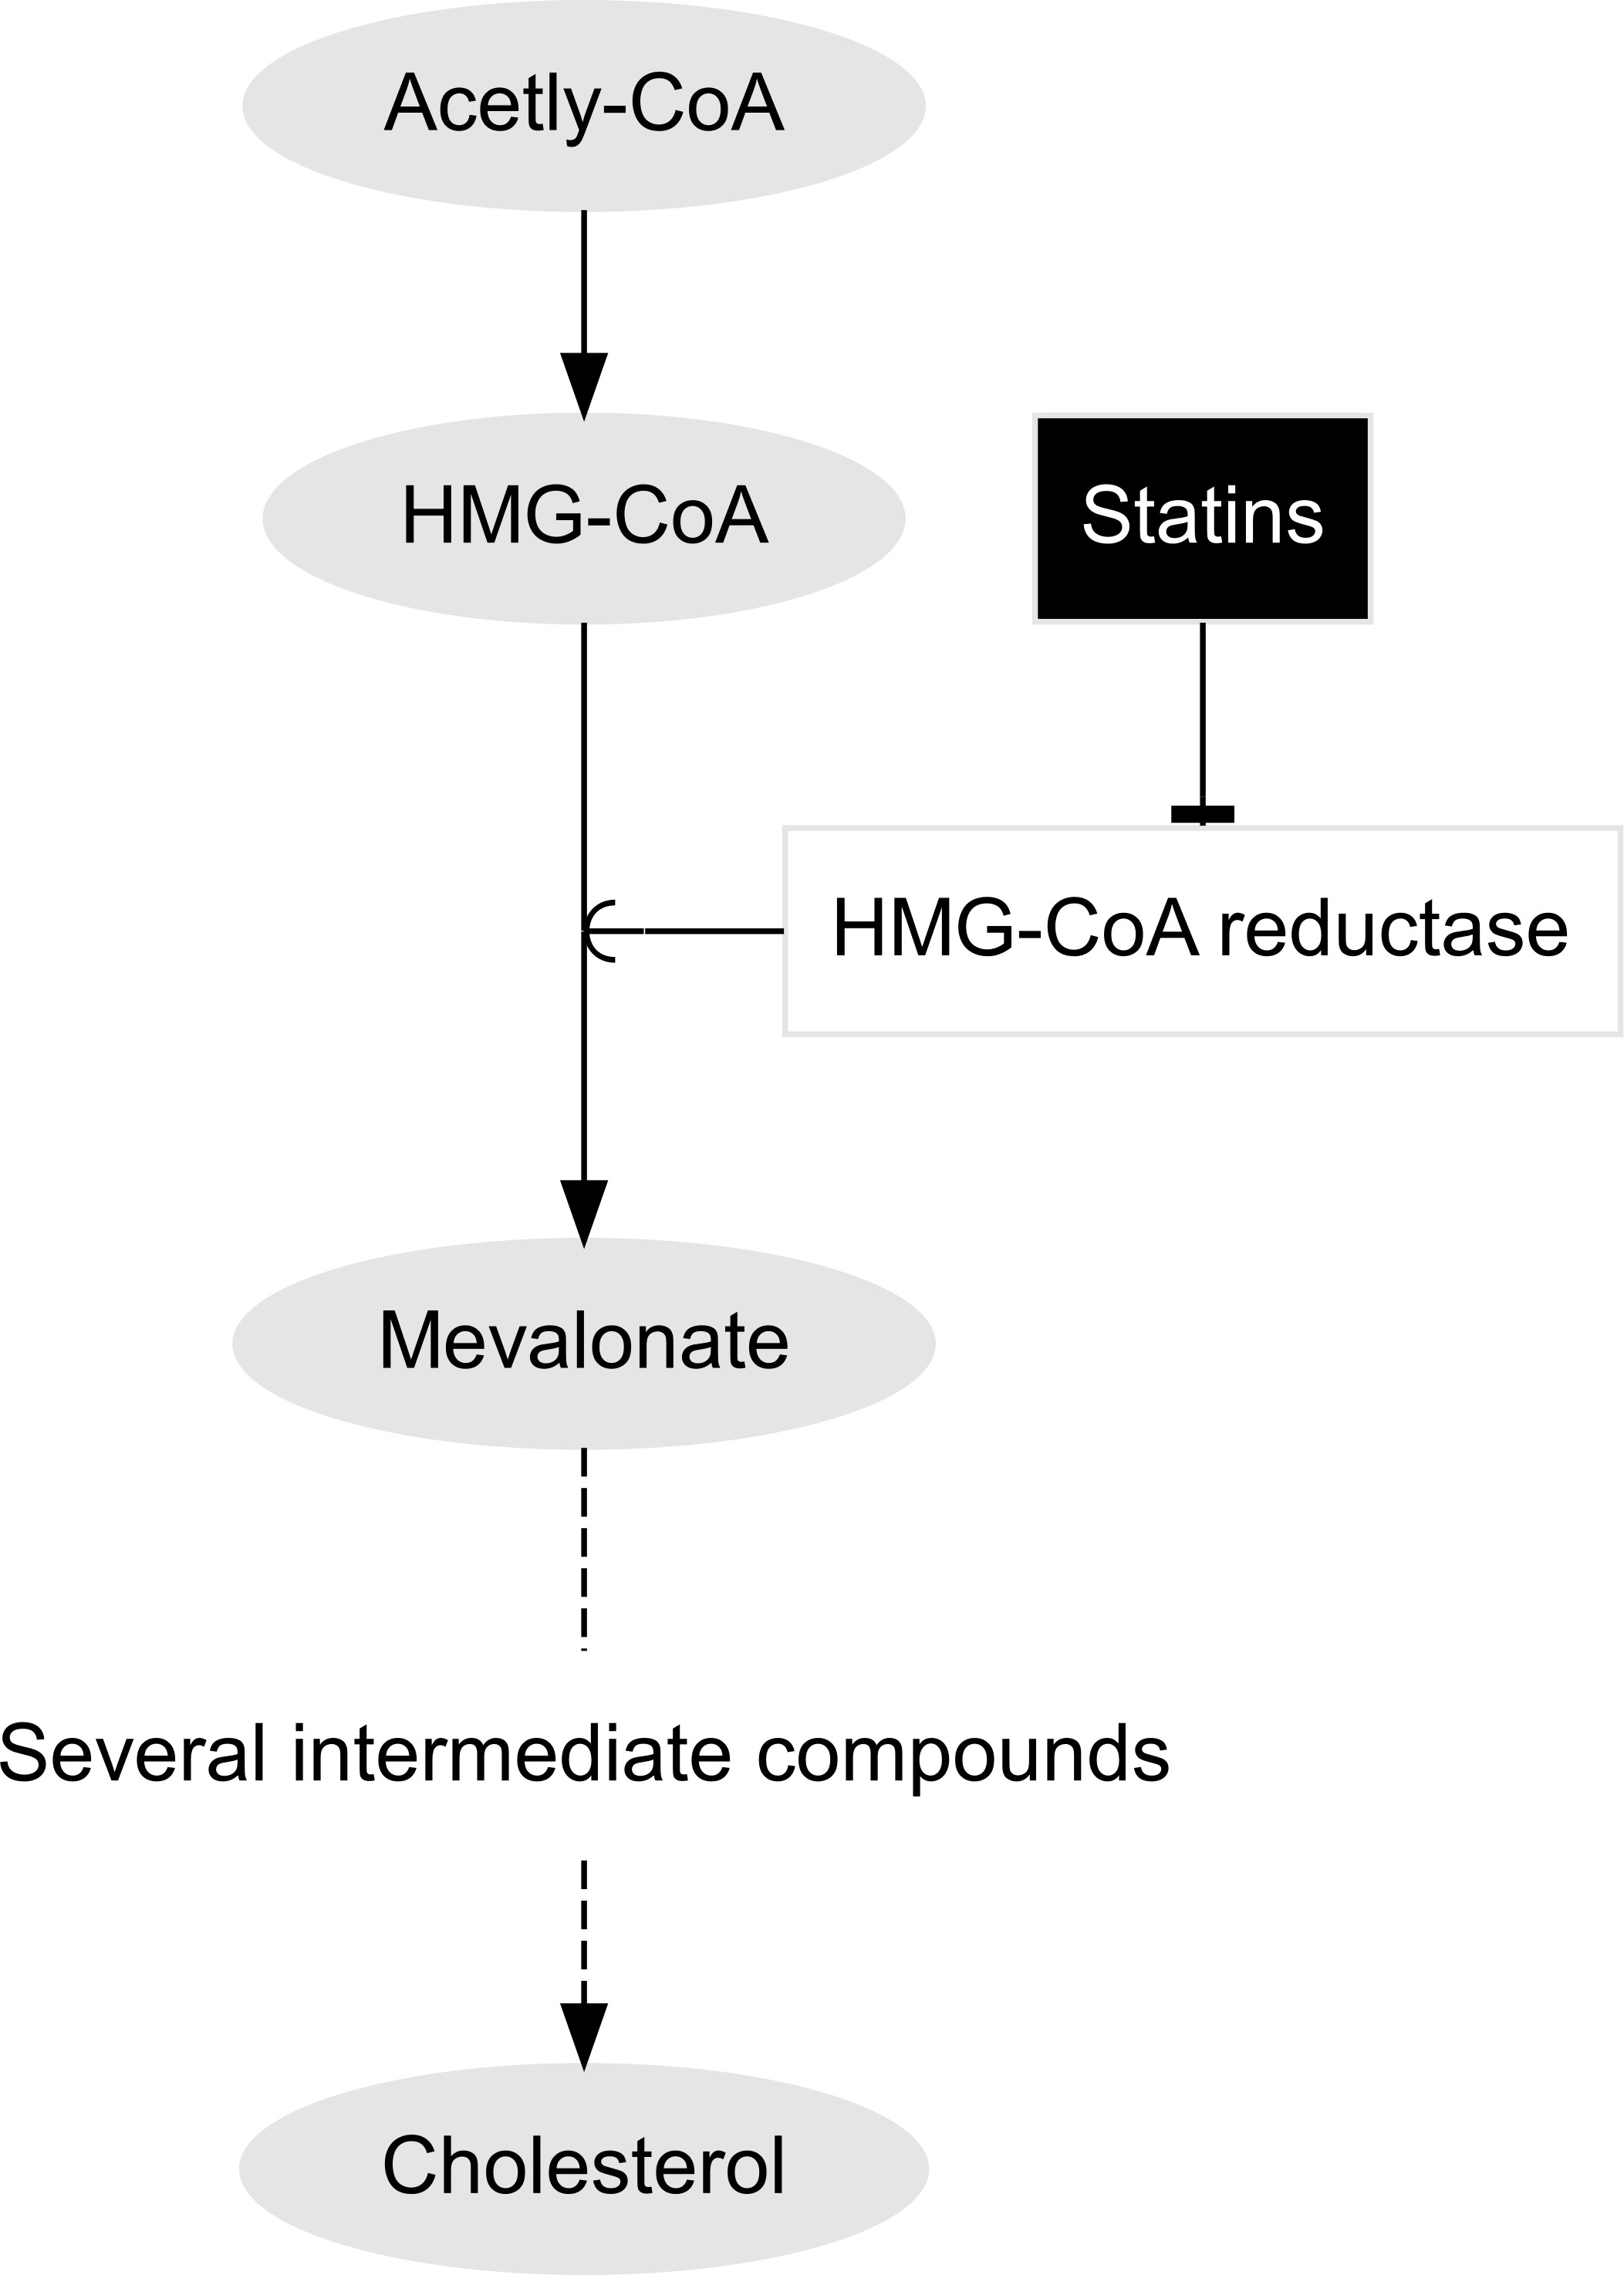 Acetly-CoA
HMG-CoA
Statins
HMG-CoA reductase
Mevalonate
Several intermediate compounds
Cholesterol